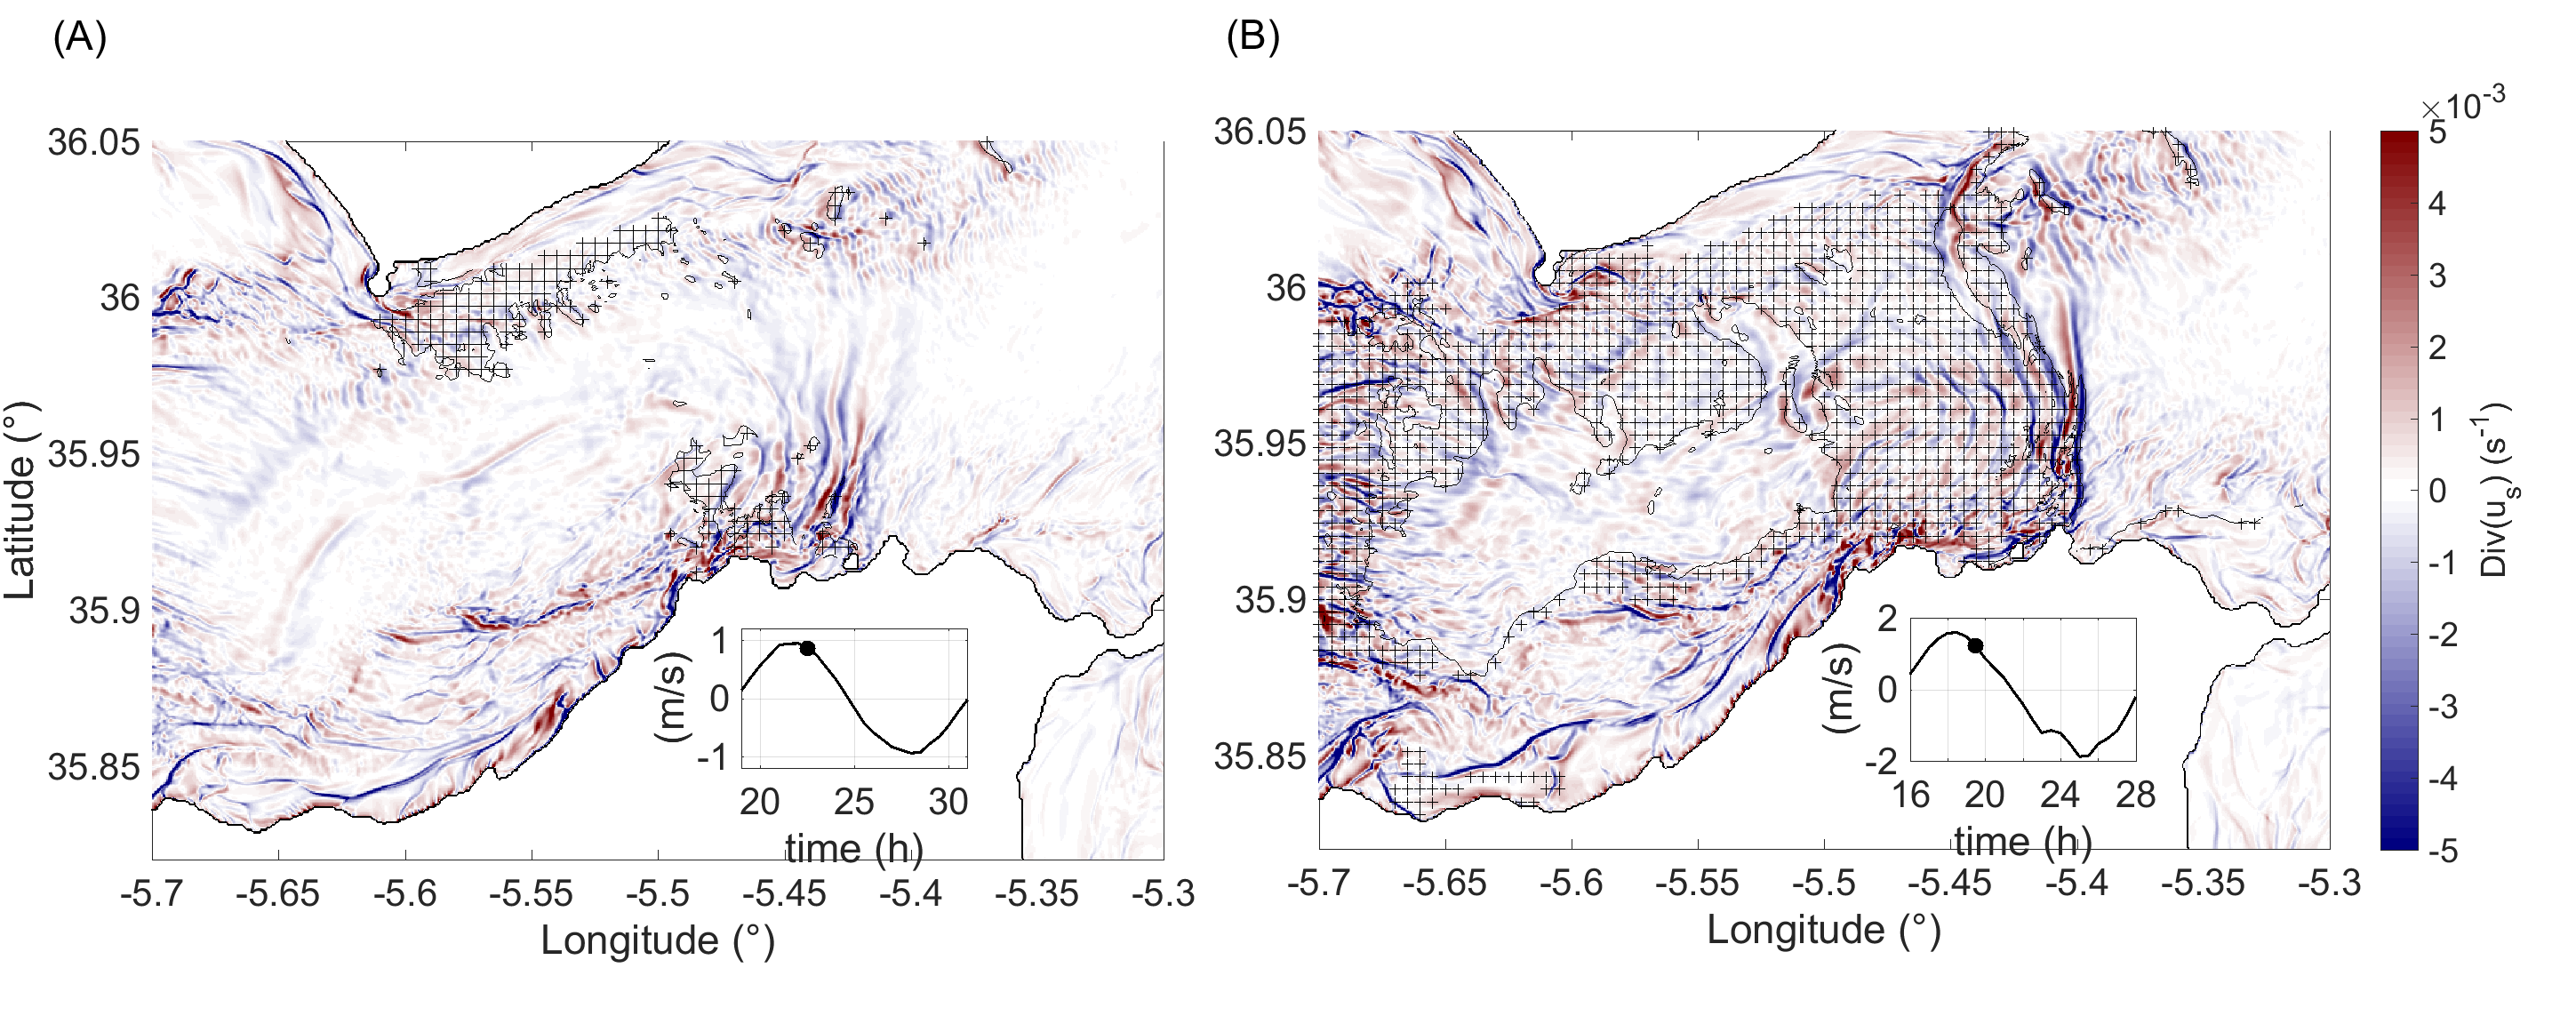 (A)
36.05
36
35.95
35.9
35.85
Latitude (°)
-5.7 -5.65 -5.6 -5.55 -5.5 -5.45 -5.4 -5.35 -5.3
Longitude (°)
1
0
-1
(m/s)
20 25 30
time (h)
(B)
36.05
36
35.95
35.9
35.85
-5.7 -5.65 -5.6 -5.55 -5.5 -5.45 -5.4 -5.35 -5.3
Longitude (°)
2
0
-2
(m/s)
16 20 24 28
time (h)
×10-3
5
4
3
2
1
0
-1
-2
-3
-4
-5
Div(us) (s-1)